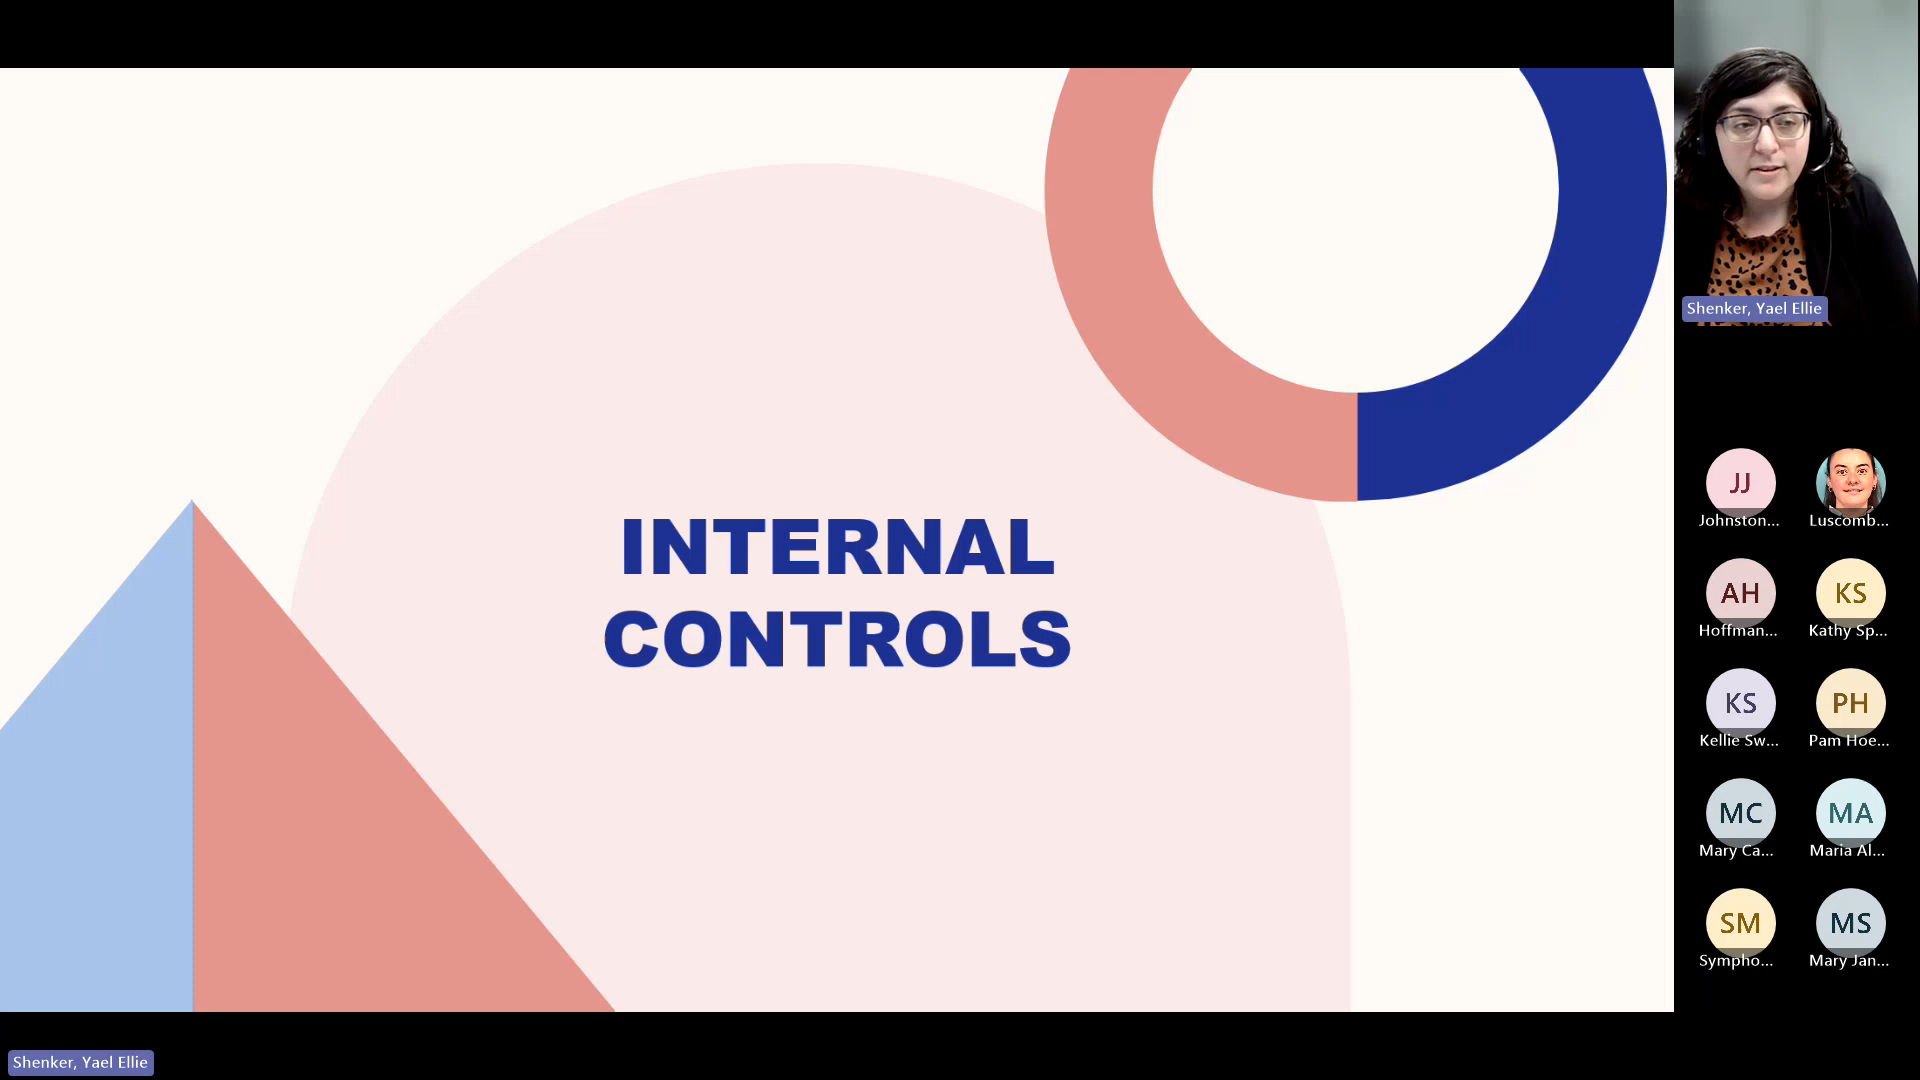 INTERNAL
CONTROLS
Shenker, Yael Ellie
JJ
Johnston...
Luscomb...
AH
Hoffman...
KS
Kathy Sp...
KS
Kellie Sw...
PH
Pam Hoe...
MC
Mary Ca...
MA
Maria Al...
SM
Sympho...
MS
Mary Jan...
Shenker, Yael Ellie